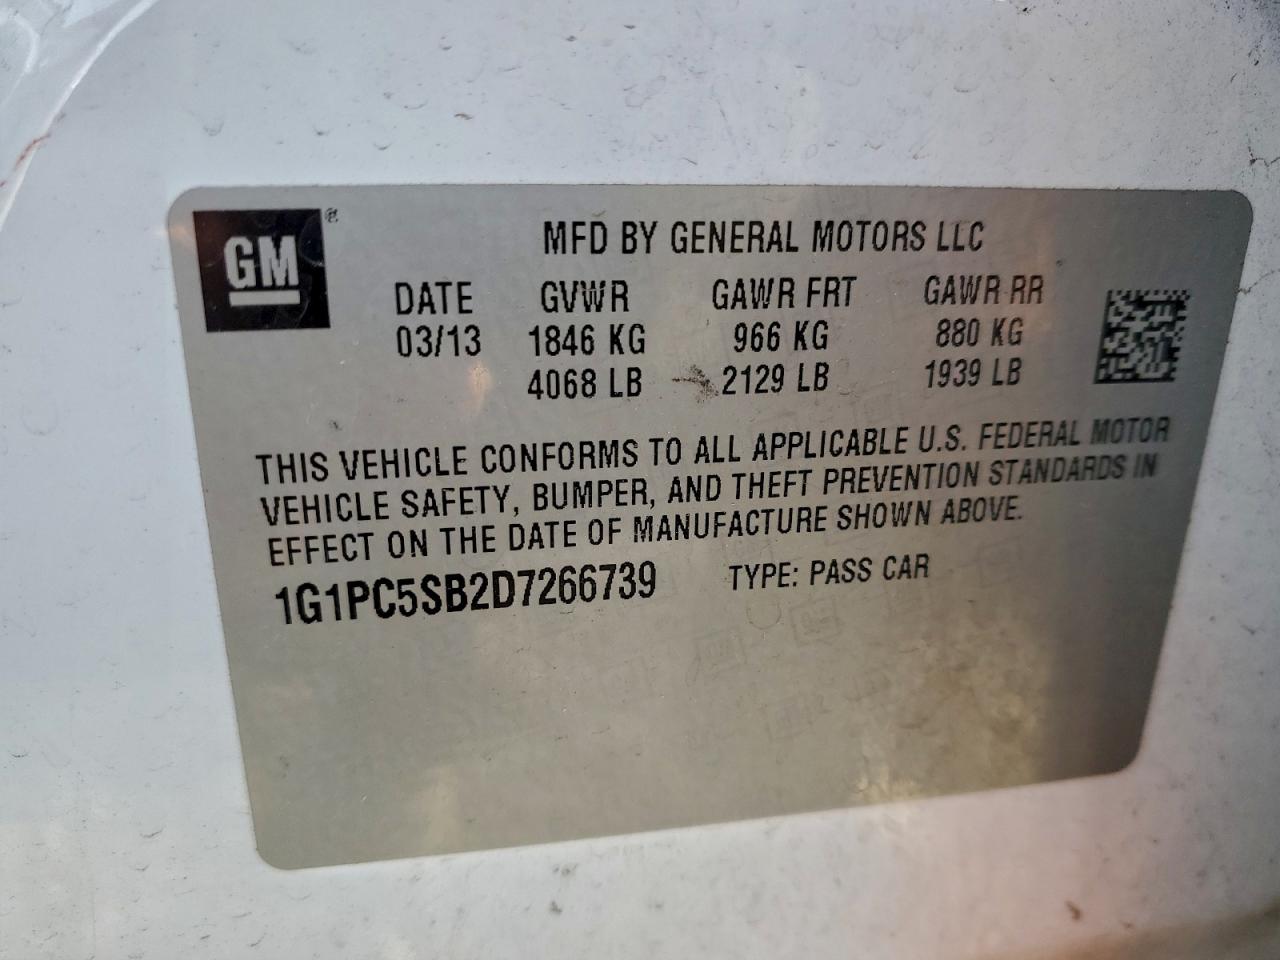 GM®
MFD BY GENERAL MOTORS LLC
DATE GVWR GAWR FRT GAWR RR
03/13 1846 KG 966 KG 880 KG
4068 LB 2129 LB 1939 LB
THIS VEHICLE CONFORMS TO ALL APPLICABLE U.S. FEDERAL MOTOR
VEHICLE SAFETY, BUMPER, AND THEFT PREVENTION STANDARDS IN
EFFECT ON THE DATE OF MANUFACTURE SHOWN ABOVE.
1G1PC5SB2D7266739 TYPE: PASS CAR